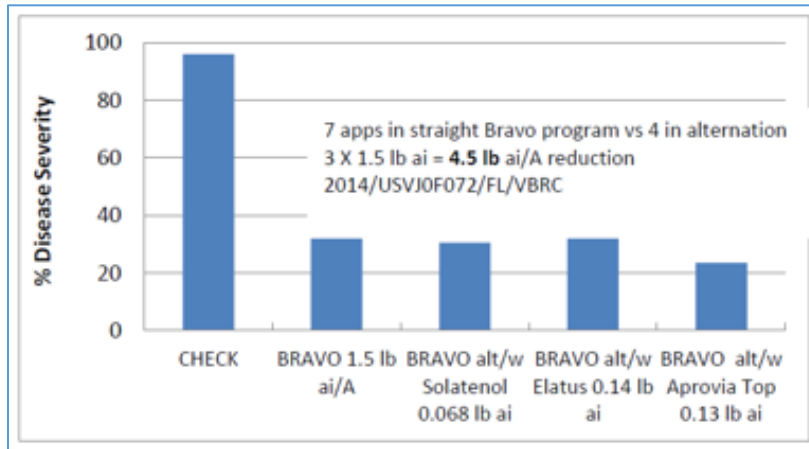 100
80
60
40
20
0
% Disease Severity
7 apps in straight Bravo program vs 4 in alternation
3 X 1.5 lb ai = 4.5 lb ai/A reduction
2014/USVJ0F072/FL/VBRC
CHECK
BRAVO 1.5 lb
ai/A
BRAVO alt/w
Solatenol
0.068 lb ai
BRAVO alt/w
Elatus 0.14 lb
ai
BRAVO alt/w
Aprovia Top
0.13 lb ai